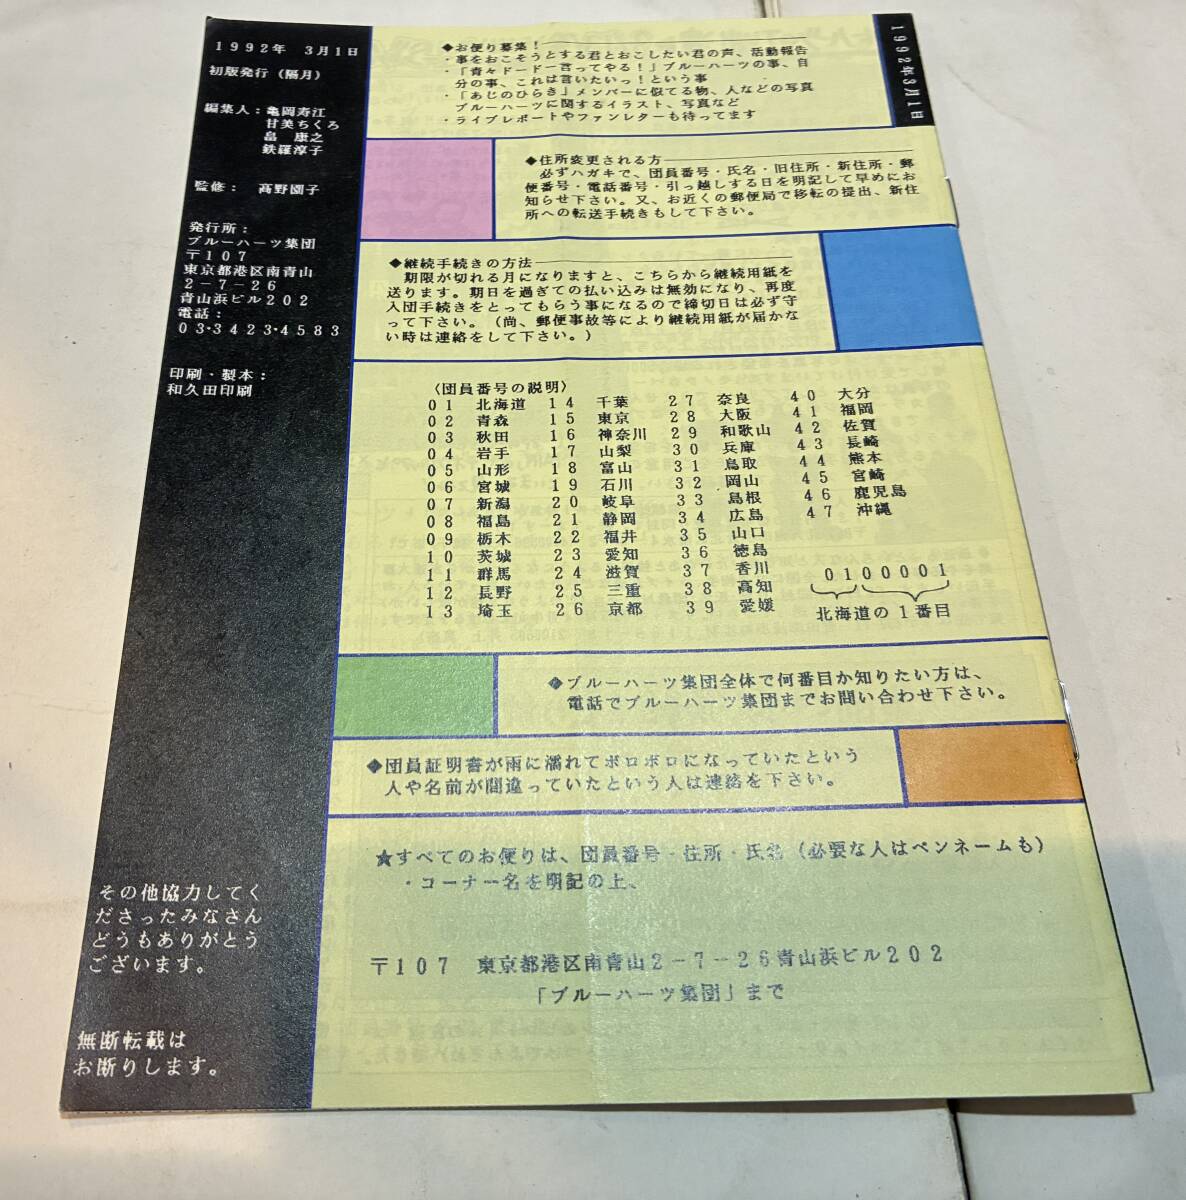 1992年 3月1日
初版発行（隔月）
編集人：亀岡寿江
甘美ちくろ
畠 康之
鉄羅淳子
監修： 高野園子
発行所：
ブルーハーツ集団
〒107
東京都港区南青山
2－7－26
青山浜ビル202
電話：
03・3423・4583
印刷・製本：
和久田印刷
その他協力してく
ださったみなさん
どうもありがとう
ございます。
無断転載は
お断りします。
1992年3月1日
◆お便り募集！
・事をおこそうとする君とおこしたい君の声、活動報告
・「青々ドードー言ってやる！」ブルーハーツの事、自
分の事、これは言いたいっ！という事
・「あじのひらき」メンバーに似てる物、人などの写真
ブルーハーツに関するイラスト、写真など
・ライブレポートやファンレターも待ってます
◆住所変更される方
必ずハガキで、団員番号・氏名・旧住所・新住所・郵
便番号・電話番号・引っ越しする日を明記して早めにお
知らせ下さい。又、お近くの郵便局で移転の提出、新住
所への転送手続きもして下さい。
◆継続手続きの方法
期限が切れる月になりますと、こちらから継続用紙を
送ります。期日を過ぎての払い込みは無効になり、再度
入団手続きをとってもらう事になるので締切日は必ず守
って下さい。（尚、郵便事故等により継続用紙が届かな
い時は連絡をして下さい。）
〈団員番号の説明〉
01 北海道 14 千葉 27 奈良 40 大分
02 青森 15 東京 28 大阪 41 福岡
03 秋田 16 神奈川 29 和歌山 42 佐賀
04 岩手 17 山梨 30 兵庫 43 長崎
05 山形 18 富山 31 鳥取 44 熊本
06 宮城 19 石川 32 岡山 45 宮崎
07 新潟 20 岐阜 33 島根 46 鹿児島
08 福島 21 静岡 34 広島 47 沖縄
09 栃木 22 福井 35 山口
10 茨城 23 愛知 36 徳島
11 群馬 24 滋賀 37 香川
12 長野 25 三重 38 高知
13 埼玉 26 京都 39 愛媛
0100001
北海道の1番目
◆ブルーハーツ集団全体で何番目か知りたい方は、
電話でブルーハーツ集団までお問い合わせ下さい。
◆団員証明書が雨に濡れてボロボロになっていたという
人や名前が間違っていたという人は連絡を下さい。
★すべてのお便りは、団員番号・住所・氏名（必要な人はペンネームも）
・コーナー名を明記の上、
〒107 東京都港区南青山2－7－26青山浜ビル202
「ブルーハーツ集団」まで